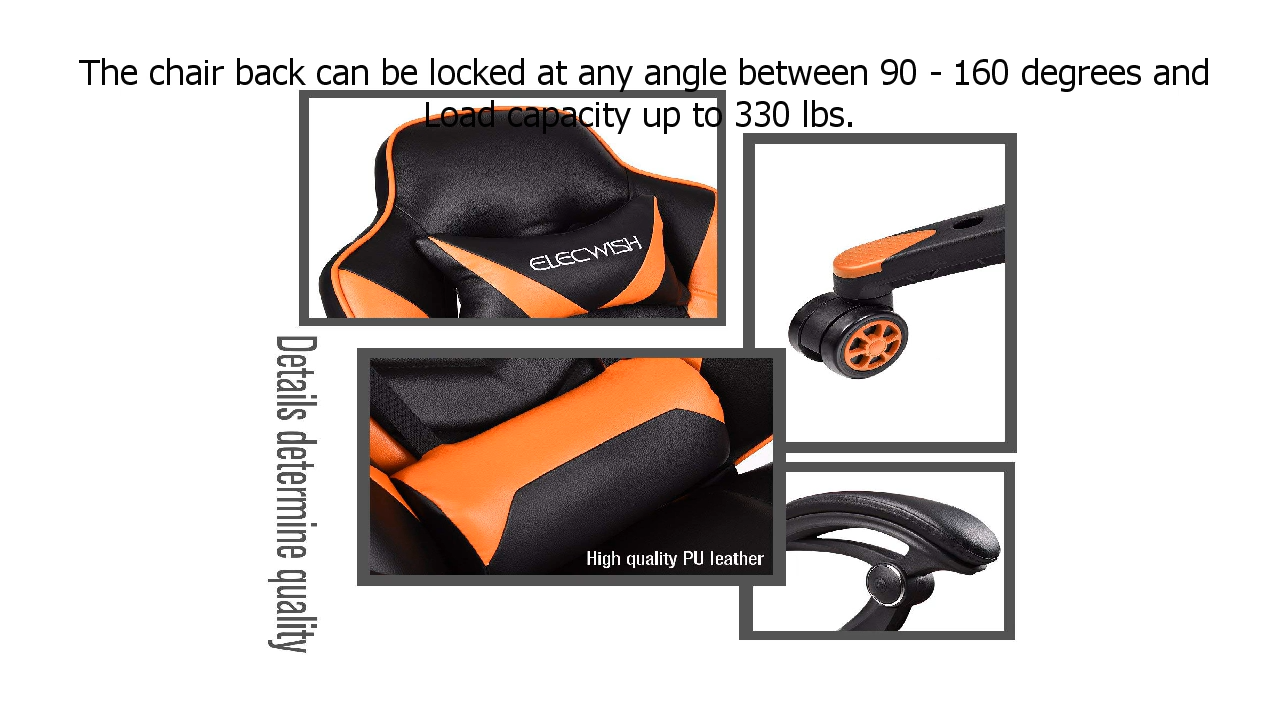 The chair back can be locked at any angle between 90 - 160 degrees and
Load capacity up to 330 lbs.
ELECWISH
Details determine quality
High quality PU leather